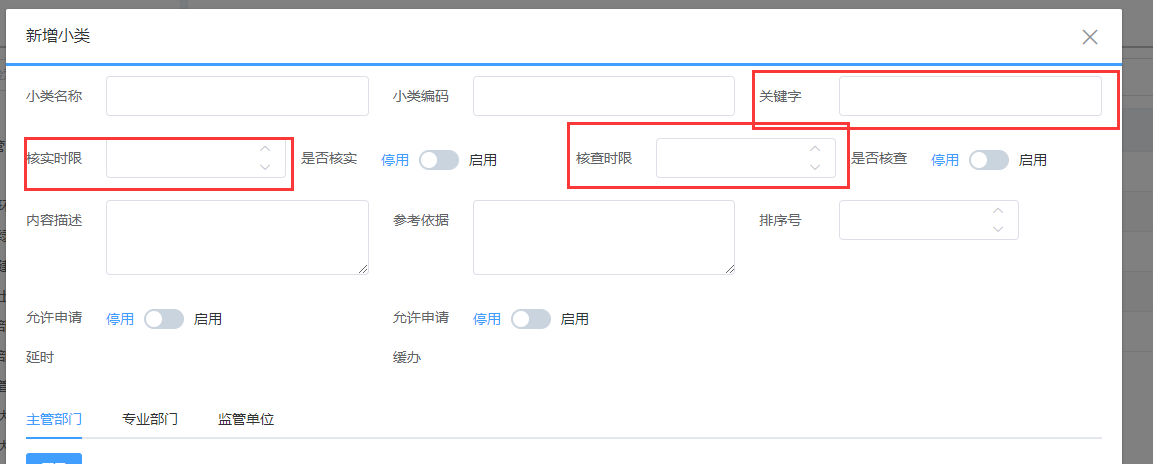 新增小类
小类名称 小类编码 关键字
核实时限 是否核实 停用 启用 核查时限 是否核查 停用 启用
内容描述 参考依据 排序号
允许申请 停用 启用 允许申请 停用 启用
延时 缓办
主管部门 专业部门 监管单位